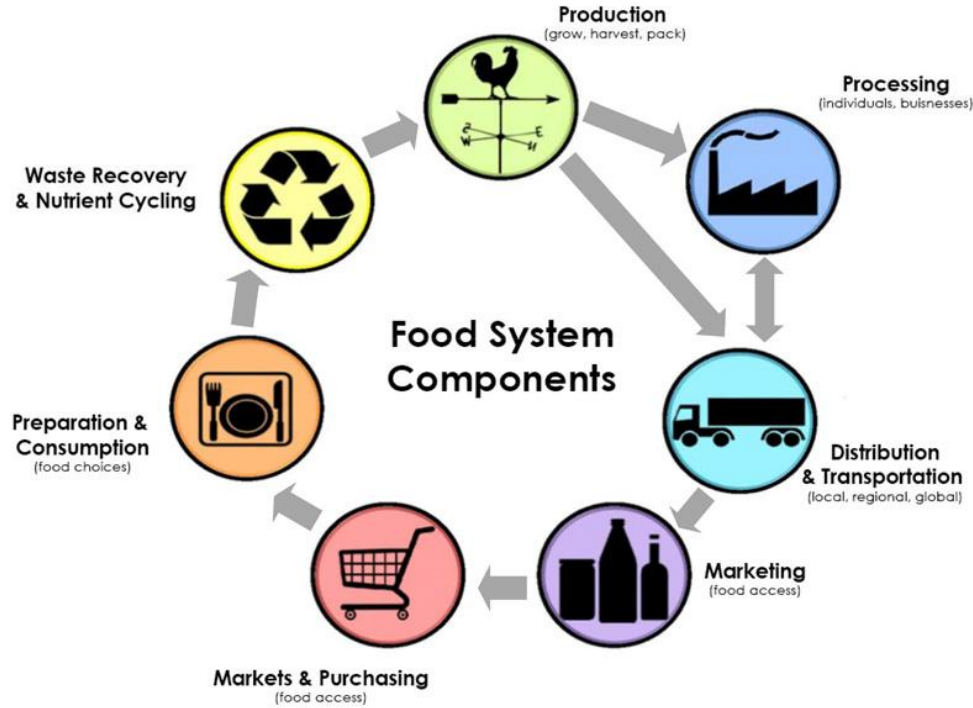 Production
(grow, harvest, pack)
Processing
(individuals, buisnesses)
Waste Recovery
& Nutrient Cycling
S
E
W
N
Food System
Components
Preparation &
Consumption
(food choices)
Distribution
& Transportation
(local, regional, global)
Marketing
(food access)
Markets & Purchasing
(food access)